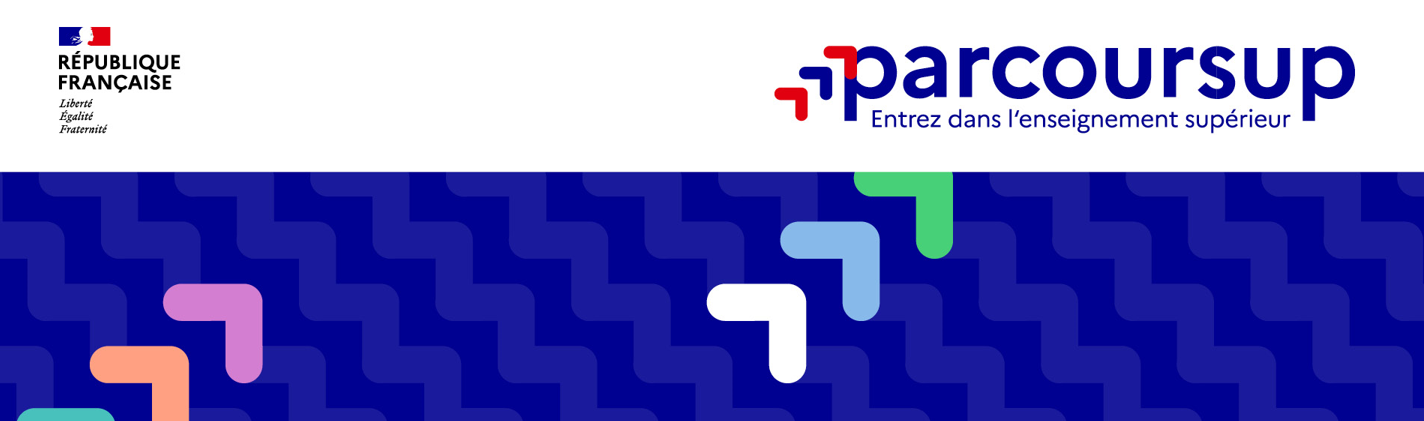 RÉPUBLIQUE
FRANÇAISE
Liberté
Égalité
Fraternité
parcoursup
Entrez dans l'enseignement supérieur